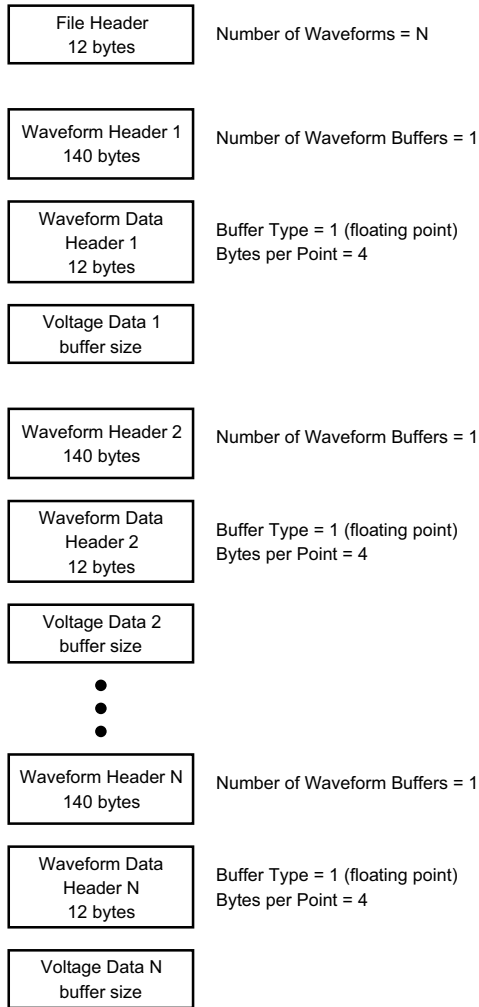 File Header
12 bytes
Number of Waveforms = N
Waveform Header 1
140 bytes
Number of Waveform Buffers = 1
Waveform Data
Header 1
12 bytes
Buffer Type = 1 (floating point)
Bytes per Point = 4
Voltage Data 1
buffer size
Waveform Header 2
140 bytes
Number of Waveform Buffers = 1
Waveform Data
Header 2
12 bytes
Buffer Type = 1 (floating point)
Bytes per Point = 4
Voltage Data 2
buffer size
Waveform Header N
140 bytes
Number of Waveform Buffers = 1
Waveform Data
Header N
12 bytes
Buffer Type = 1 (floating point)
Bytes per Point = 4
Voltage Data N
buffer size